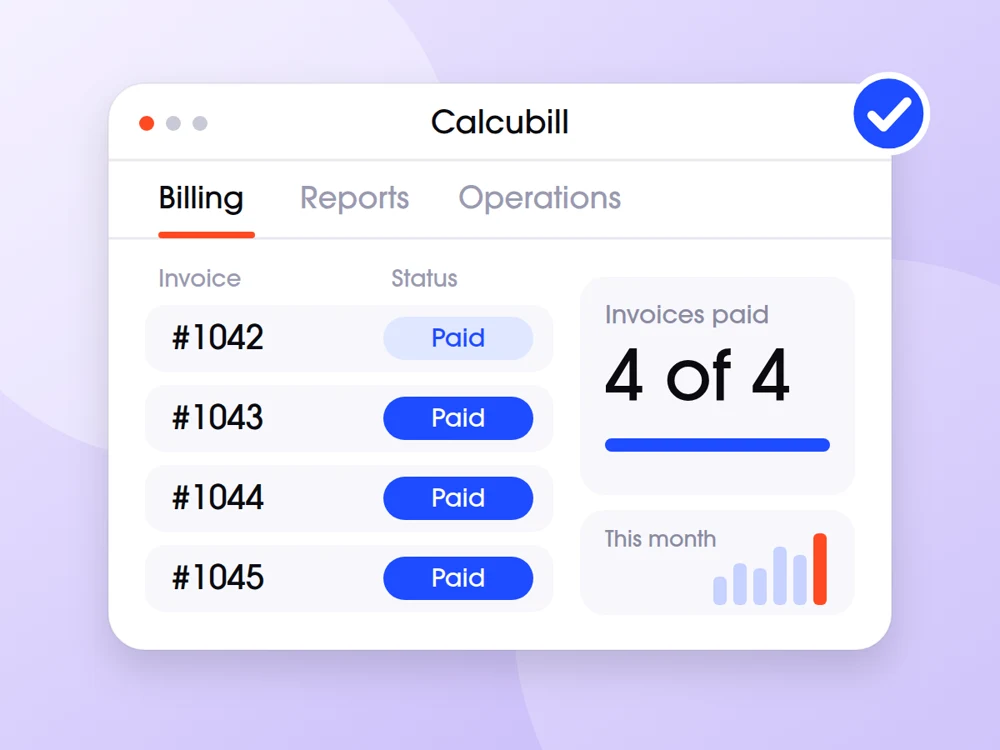 Calcubill
Billing Reports Operations
Invoice Status
#1042 Paid
#1043 Paid
#1044 Paid
#1045 Paid
Invoices paid
4 of 4
This month